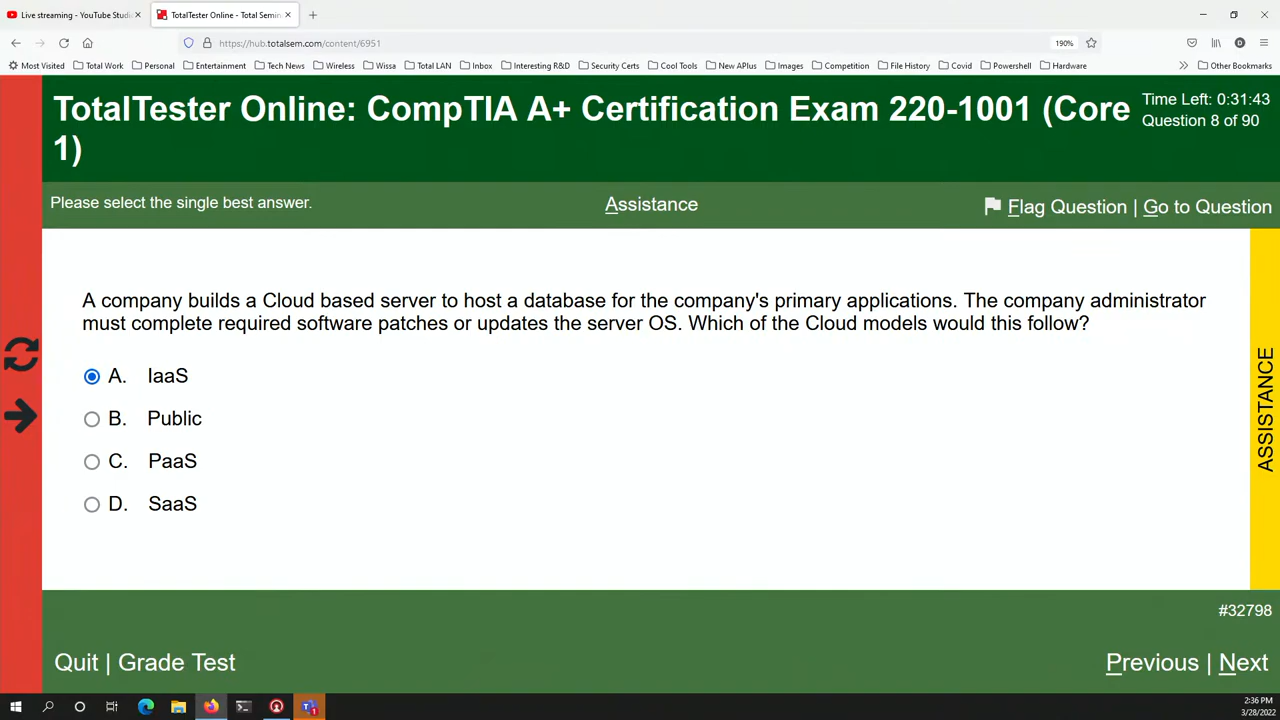 Live streaming - YouTube Studi
TotalTester Online - Total Semin
https://hub.totalsem.com/content/6951
190%
Most Visited
Total Work
Personal
Entertainment
Tech News
Wireless
Wissa
Total LAN
Inbox
Interesting R&D
Security Certs
Cool Tools
New APlus
Images
Competition
File History
Covid
Powershell
Hardware
Other Bookmarks
TotalTester Online: CompTIA A+ Certification Exam 220-1001 (Core
1)
Time Left: 0:31:43
Question 8 of 90
Please select the single best answer.
Assistance
Flag Question | Go to Question
A company builds a Cloud based server to host a database for the company's primary applications. The company administrator
must complete required software patches or updates the server OS. Which of the Cloud models would this follow?
A. IaaS
B. Public
C. PaaS
D. SaaS
ASSISTANCE
#32798
Quit | Grade Test
Previous | Next
2:36 PM
3/28/2022